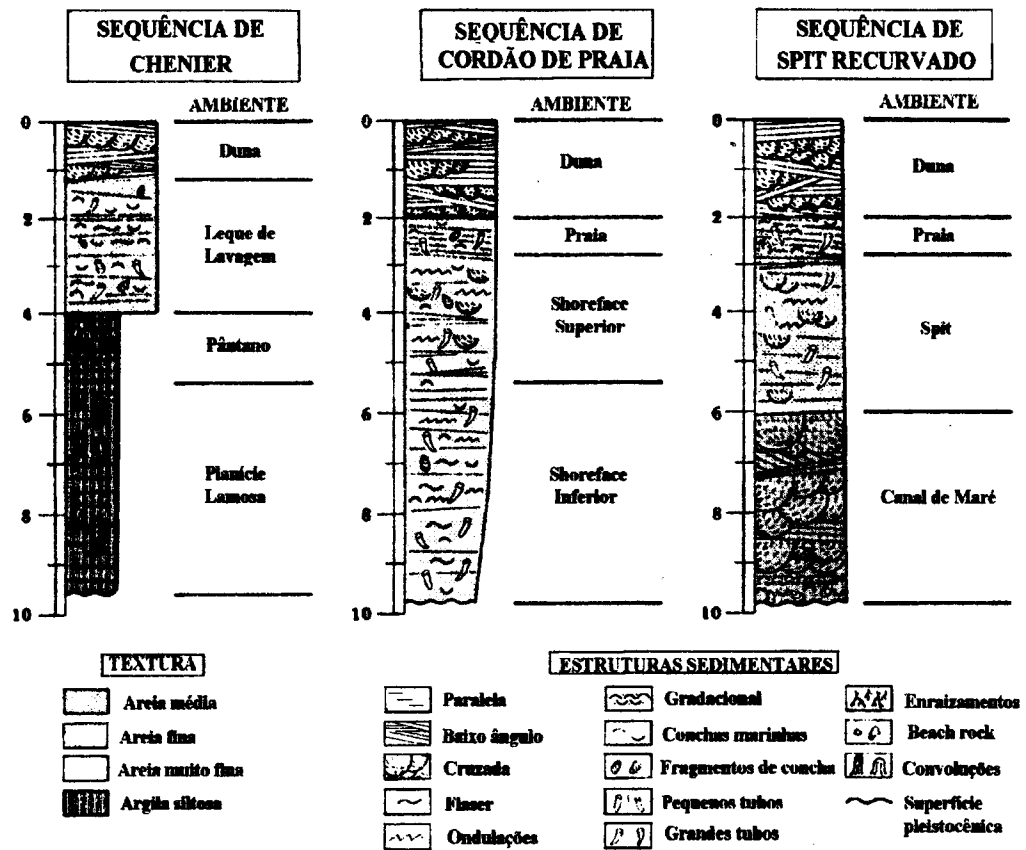 SEQUÊNCIA DE
CHENIER
AMBIENTE
0
Duna
2
Leque de
Lavagem
4
Pântano
6
Planície
Lamosa
8
10
SEQUÊNCIA DE
CORDÃO DE PRAIA
AMBIENTE
0
Duna
2
Praia
Shoreface
Superior
4
6
Shoreface
Inferior
8
10
SEQUÊNCIA DE
SPIT RECURVADO
AMBIENTE
0
Duna
2
Praia
4
Spit
6
Canal de Maré
8
10
TEXTURA
Areia média
Areia fina
Areia muito fina
Argila siltosa
ESTRUTURAS SEDIMENTARES
Paralela
Baixo ângulo
Cruzada
Flaser
Ondulações
Gradacional
Conchas marinhas
Fragmentos de concha
Pequenos tubos
Grandes tubos
Enraizamentos
Beach rock
Convoluções
Superfície
pleistocênica